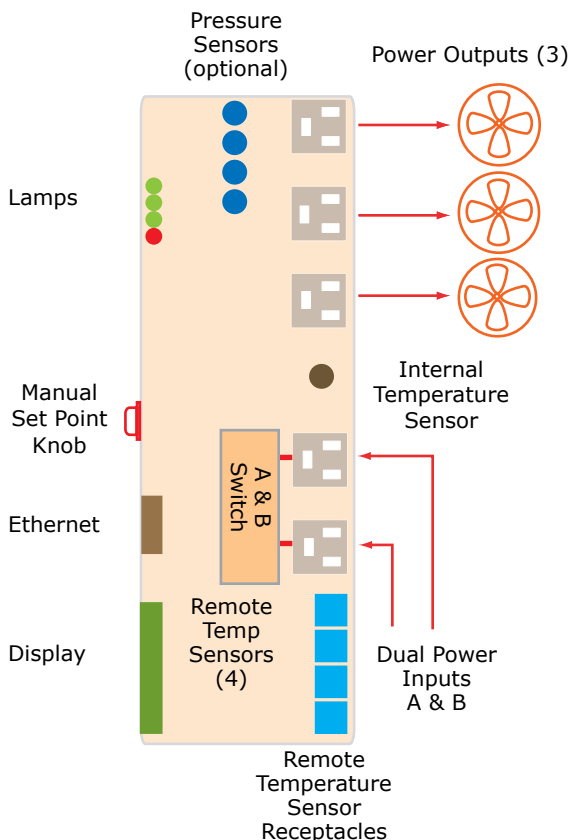 Pressure
Sensors
(optional)
Power Outputs (3)
Lamps
Internal
Temperature
Sensor
Manual
Set Point
Knob
A & B
Switch
Ethernet
Remote
Temp
Sensors
(4)
Display
Dual Power
Inputs
A & B
Remote
Temperature
Sensor
Receptacles